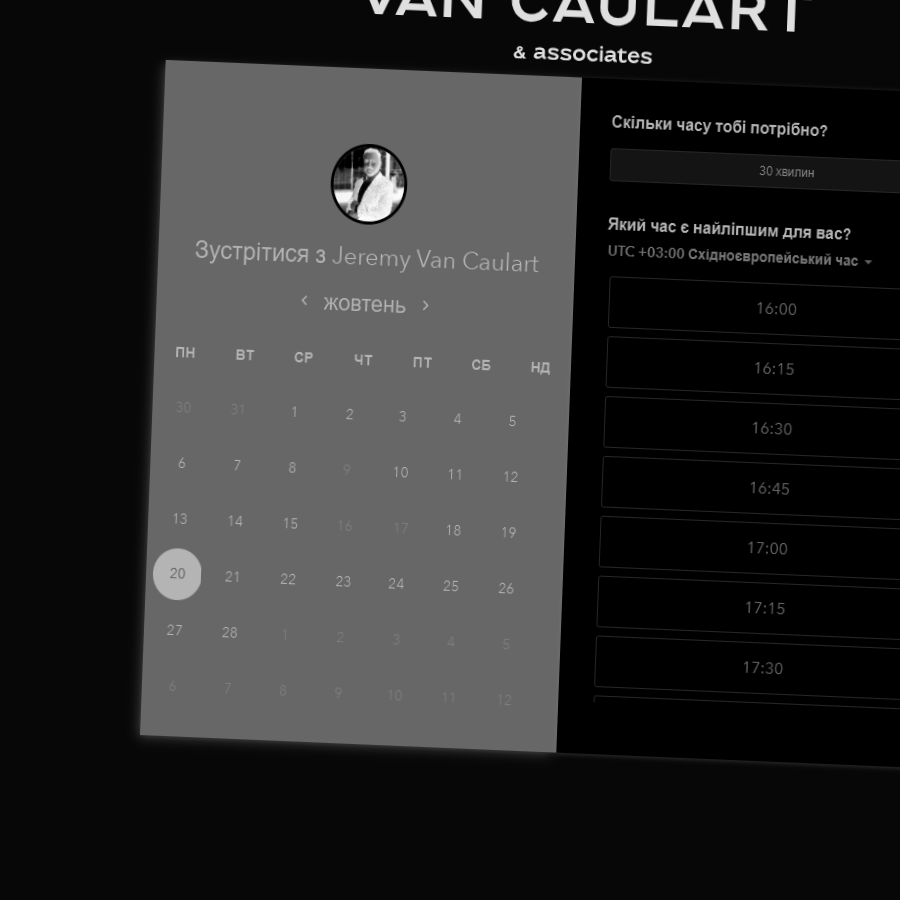 VAN CAULART
& associates
Зустрітися з Jeremy Van Caulart
жовтень
ПН ВТ СР ЧТ ПТ СБ НД
30 31 1 2 3 4 5
6 7 8 9 10 11 12
13 14 15 16 17 18 19
20 21 22 23 24 25 26
27 28 1 2 3 4 5
6 7 8 9 10 11 12
Скільки часу тобі потрібно?
30 хвилин
Який час є найліпшим для вас?
UTC +03:00 Східноєвропейський час
16:00
16:15
16:30
16:45
17:00
17:15
17:30